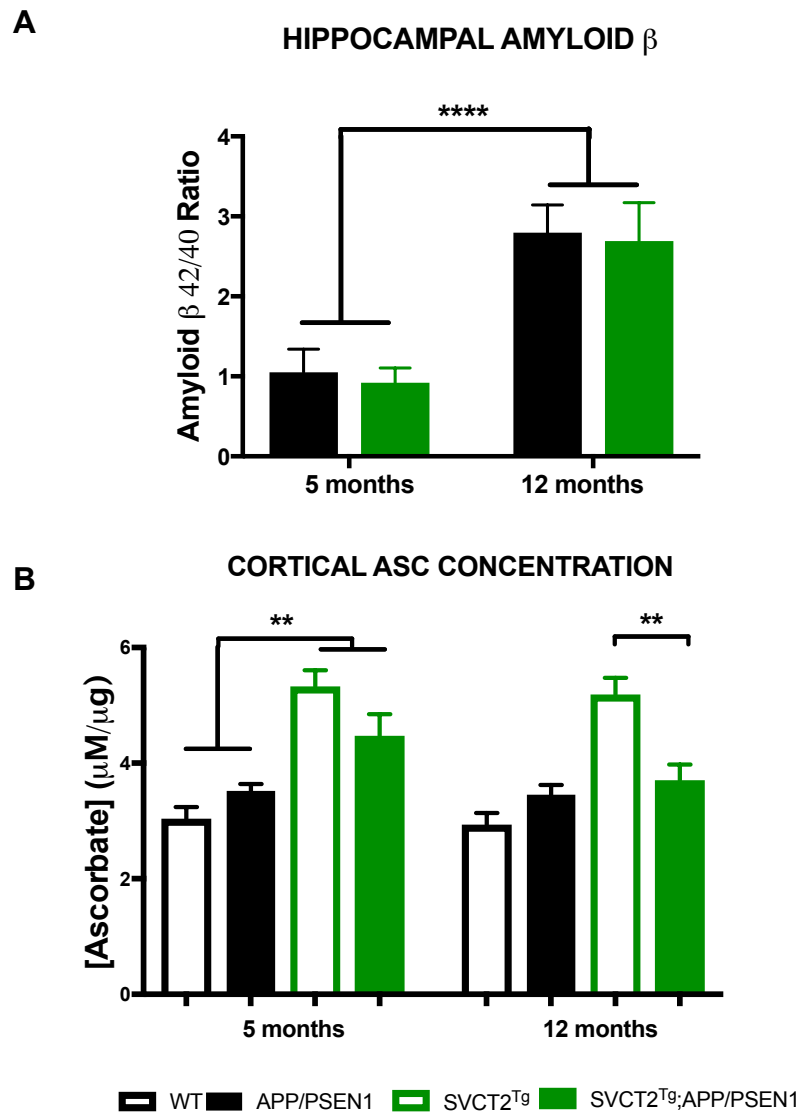 A
HIPPOCAMPAL AMYLOID β
****
Amyloid β 42/40 Ratio
4
3
2
1
0
5 months
12 months
B
CORTICAL ASC CONCENTRATION
**
**
[Ascorbate] (μM/μg)
6
4
2
0
5 months
12 months
WT APP/PSEN1 SVCT2Tg SVCT2Tg;APP/PSEN1